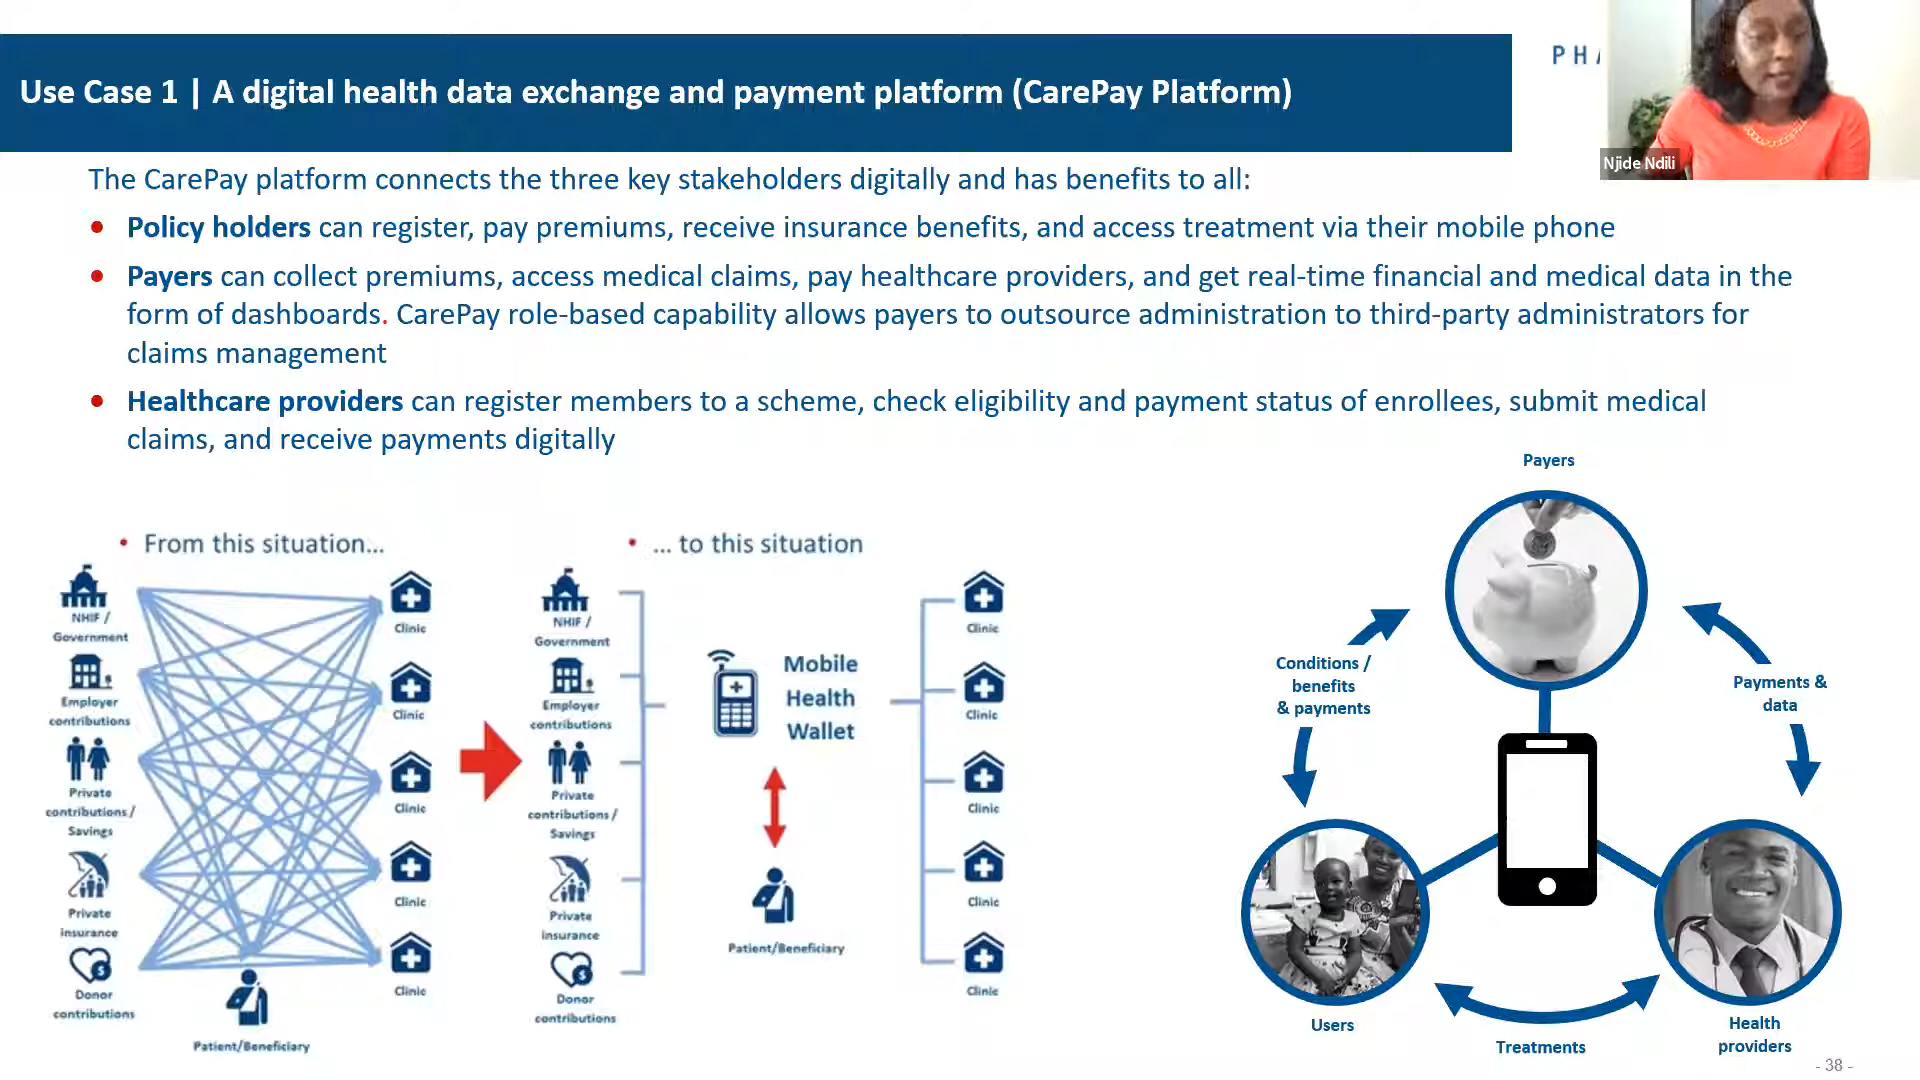 Use Case 1 | A digital health data exchange and payment platform (CarePay Platform)
Njide Ndili
The CarePay platform connects the three key stakeholders digitally and has benefits to all:
• Policy holders can register, pay premiums, receive insurance benefits, and access treatment via their mobile phone
• Payers can collect premiums, access medical claims, pay healthcare providers, and get real-time financial and medical data in the
form of dashboards. CarePay role-based capability allows payers to outsource administration to third-party administrators for
claims management
• Healthcare providers can register members to a scheme, check eligibility and payment status of enrollees, submit medical
claims, and receive payments digitally
• From this situation...
NHIF /
Government
Employer
contributions
Private
contributions /
Savings
Private
insurance
Donor
contributions
Clinic
Clinic
Clinic
Clinic
Clinic
Patient/Beneficiary
• ... to this situation
NHIF /
Government
Employer
contributions
Private
contributions /
Savings
Private
insurance
Donor
contributions
Mobile
Health
Wallet
Patient/Beneficiary
Clinic
Clinic
Clinic
Clinic
Clinic
Payers
Conditions /
benefits
& payments
Payments &
data
Users
Treatments
Health
providers
- 38 -